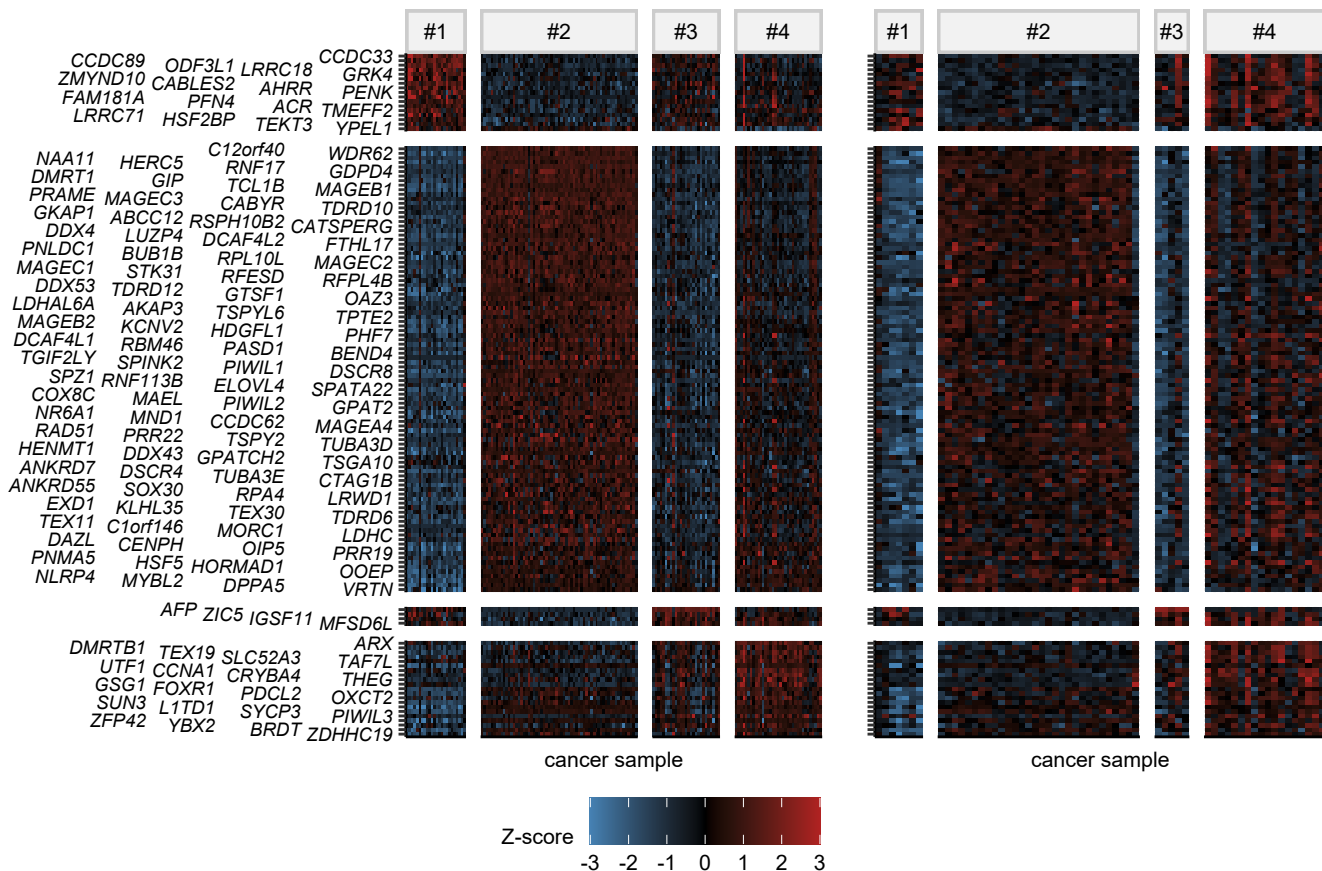 #1 #2 #3 #4 #1 #2 #3 #4
CCDC89
ZMYND10
FAM181A
LRRC71
ODF3L1
CABLES2
PFN4
HSF2BP
LRRC18
AHRR
ACR
TEKT3
CCDC33
GRK4
PENK
TMEFF2
YPEL1
NAA11
DMRT1
PRAME
GKAP1
DDX4
PNLDC1
MAGEC1
DDX53
LDHAL6A
MAGEB2
DCAF4L1
TGIF2LY
SPZ1
COX8C
NR6A1
RAD51
HENMT1
ANKRD7
ANKRD55
EXD1
TEX11
DAZL
PNMA5
NLRP4
HERC5
GIP
MAGEC3
ABCC12
LUZP4
BUB1B
STK31
TDRD12
AKAP3
KCNV2
RBM46
SPINK2
RNF113B
MAEL
MND1
PRR22
DDX43
DSCR4
SOX30
KLHL35
C1orf146
CENPH
HSF5
MYBL2
C12orf40
RNF17
TCL1B
CABYR
RSPH10B2
DCAF4L2
RPL10L
RFESD
GTSF1
TSPYL6
HDGFL1
PASD1
PIWIL1
ELOVL4
PIWIL2
CCDC62
TSPY2
GPATCH2
TUBA3E
RPA4
TEX30
MORC1
OIP5
HORMAD1
DPPA5
WDR62
GDPD4
MAGEB1
TDRD10
CATSPERG
FTHL17
MAGEC2
RFPL4B
OAZ3
TPTE2
PHF7
BEND4
DSCR8
SPATA22
GPAT2
MAGEA4
TUBA3D
TSGA10
CTAG1B
LRWD1
TDRD6
LDHC
PRR19
OOEP
VRTN
AFP
ZIC5
IGSF11
MFSD6L
DMRTB1
UTF1
GSG1
SUN3
ZFP42
TEX19
CCNA1
FOXR1
L1TD1
YBX2
SLC52A3
CRYBA4
PDCL2
SYCP3
BRDT
ARX
TAF7L
THEG
OXCT2
PIWIL3
ZDHHC19
cancer sample cancer sample
Z-score
-3 -2 -1 0 1 2 3